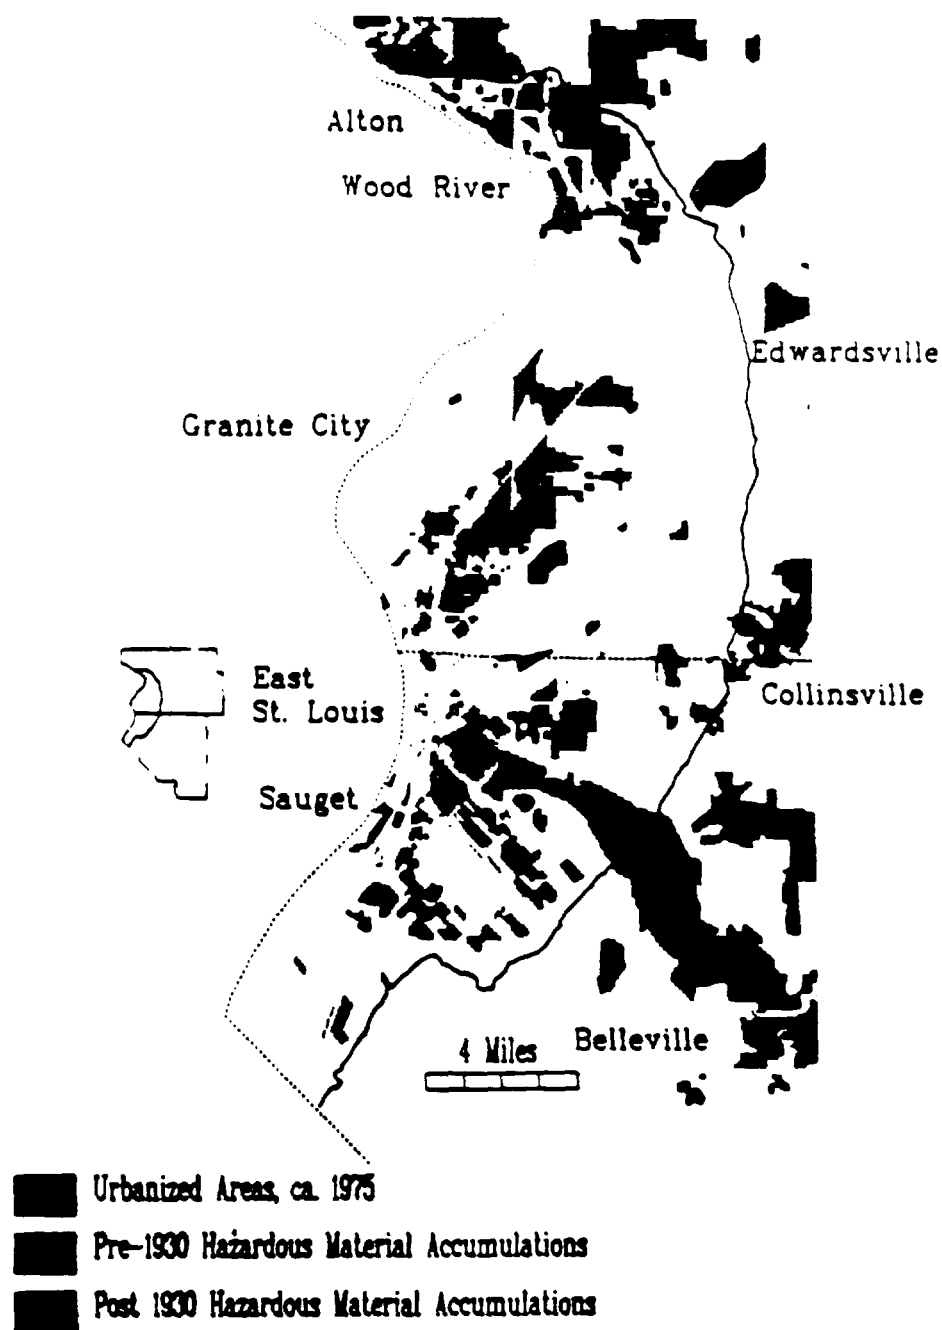 Alton
Wood River
Edwardsville
Granite City
East
St. Louis
Collinsville
Sauget
Belleville
4 Miles
Urbanized Areas, ca. 1975
Pre-1930 Hazardous Material Accumulations
Post 1930 Hazardous Material Accumulations